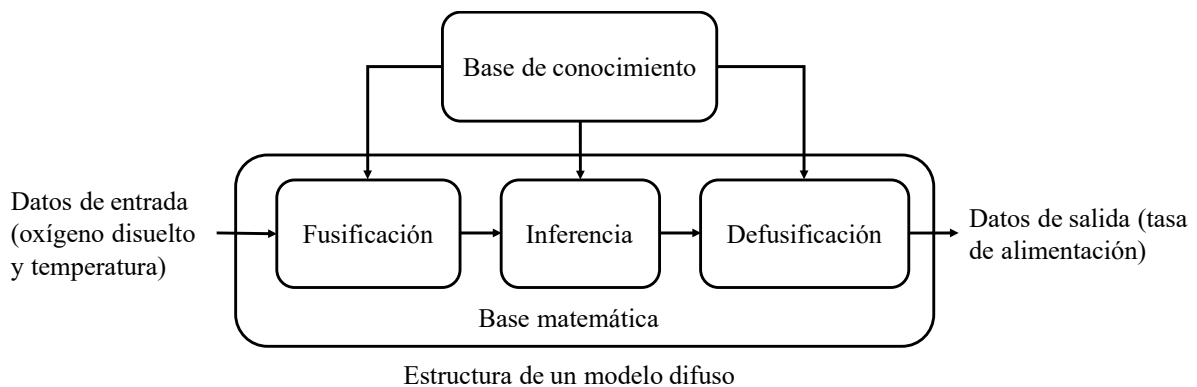 Base de conocimiento
Datos de entrada
(oxígeno disuelto
y temperatura)
Fusificación
Inferencia
Defusificación
Datos de salida (tasa
de alimentación)
Base matemática
Estructura de un modelo difuso